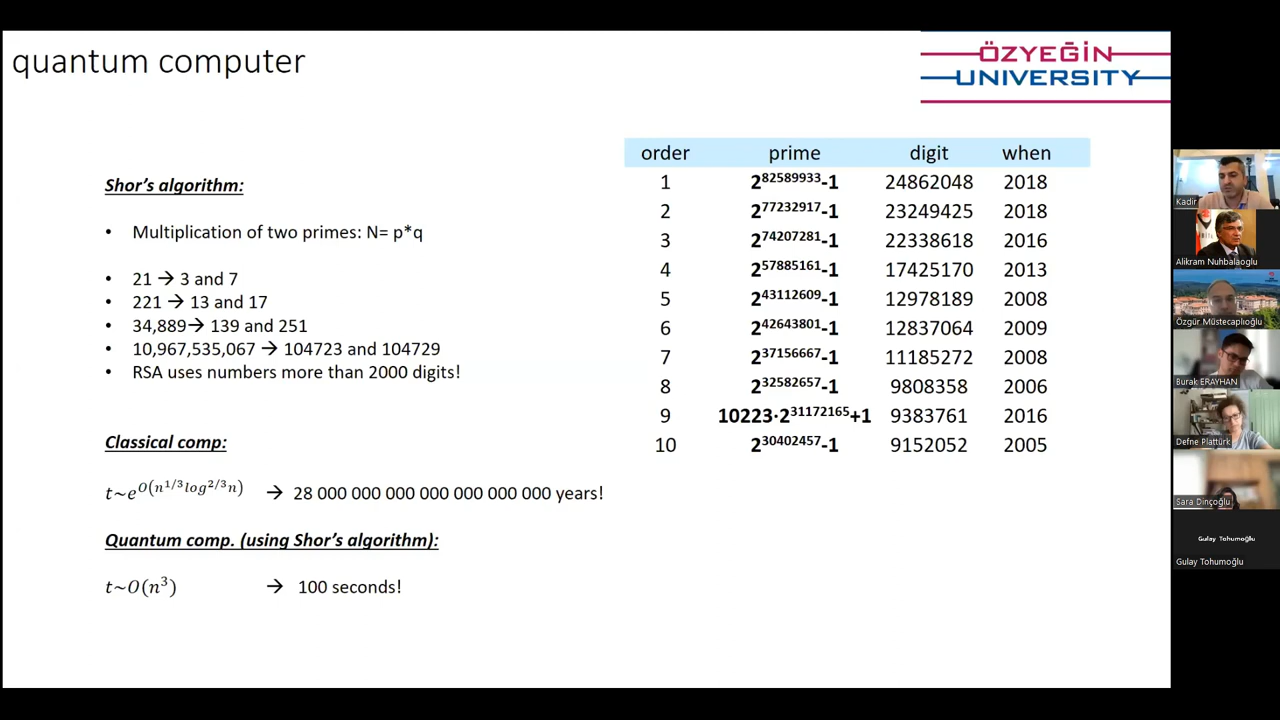 quantum computer
ÖZYEĞİN
UNIVERSITY
Shor's algorithm:
• Multiplication of two primes: N= p*q
• 21 → 3 and 7
• 221 → 13 and 17
• 34,889→ 139 and 251
• 10,967,535,067 → 104723 and 104729
• RSA uses numbers more than 2000 digits!
Classical comp:
t~e^O(n^1/3 log^2/3 n) → 28 000 000 000 000 000 000 000 years!
Quantum comp. (using Shor's algorithm):
t~O(n³) → 100 seconds!
order prime digit when
1 2^82589933-1 24862048 2018
2 2^77232917-1 23249425 2018
3 2^74207281-1 22338618 2016
4 2^57885161-1 17425170 2013
5 2^43112609-1 12978189 2008
6 2^42643801-1 12837064 2009
7 2^37156667-1 11185272 2008
8 2^32582657-1 9808358 2006
9 10223·2^31172165+1 9383761 2016
10 2^30402457-1 9152052 2005
Kadir
Alikram Nuhbalaoglu
Özgür Müstecaplıoğlu
Burak ERAYHAN
Defne Plattürk
Sara Dinçoğlu
Gulay Tohumoğlu
Gulay Tohumoğlu